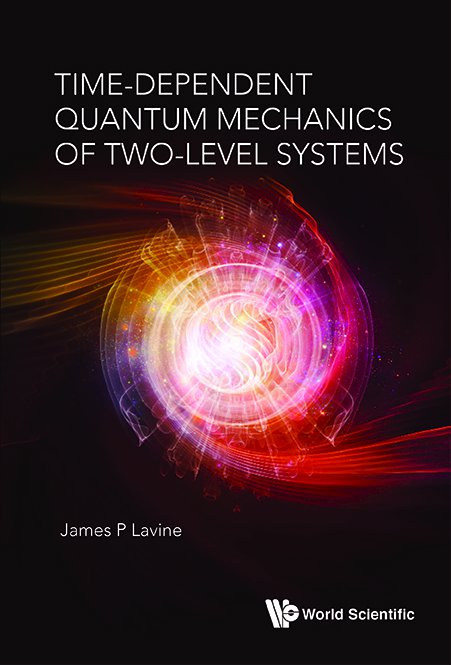 TIME-DEPENDENT
QUANTUM MECHANICS
OF TWO-LEVEL SYSTEMS
James P Lavine
World Scientific